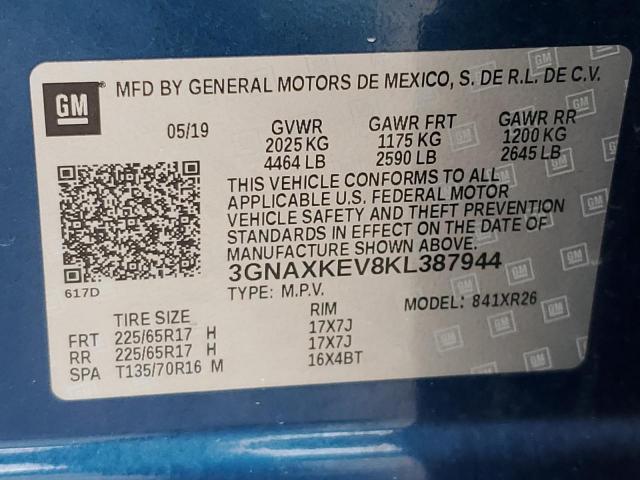 GM
MFD BY GENERAL MOTORS DE MEXICO, S. DE R.L. DE C.V.
05/19 GVWR GAWR FRT GAWR RR
2025 KG 1175 KG 1200 KG
4464 LB 2590 LB 2645 LB
THIS VEHICLE CONFORMS TO ALL
APPLICABLE U.S. FEDERAL MOTOR
VEHICLE SAFETY AND THEFT PREVENTION
STANDARDS IN EFFECT ON THE DATE OF
MANUFACTURE SHOWN ABOVE.
3GNAXKEV8KL387944
617D
TYPE: M.P.V. MODEL: 841XR26
TIRE SIZE RIM
FRT 225/65R17 H 17X7J
RR 225/65R17 H 17X7J
SPA T135/70R16 M 16X4BT